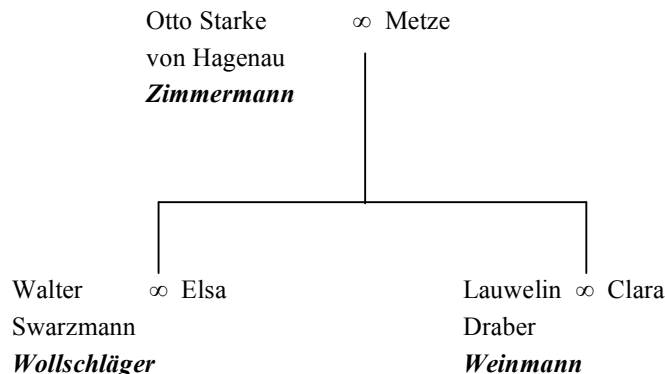 Otto Starke ∞ Metze
von Hagenau
Zimmermann
Walter ∞ Elsa
Swarzmann
Wollschläger
Lauwelin ∞ Clara
Draber
Weinmann